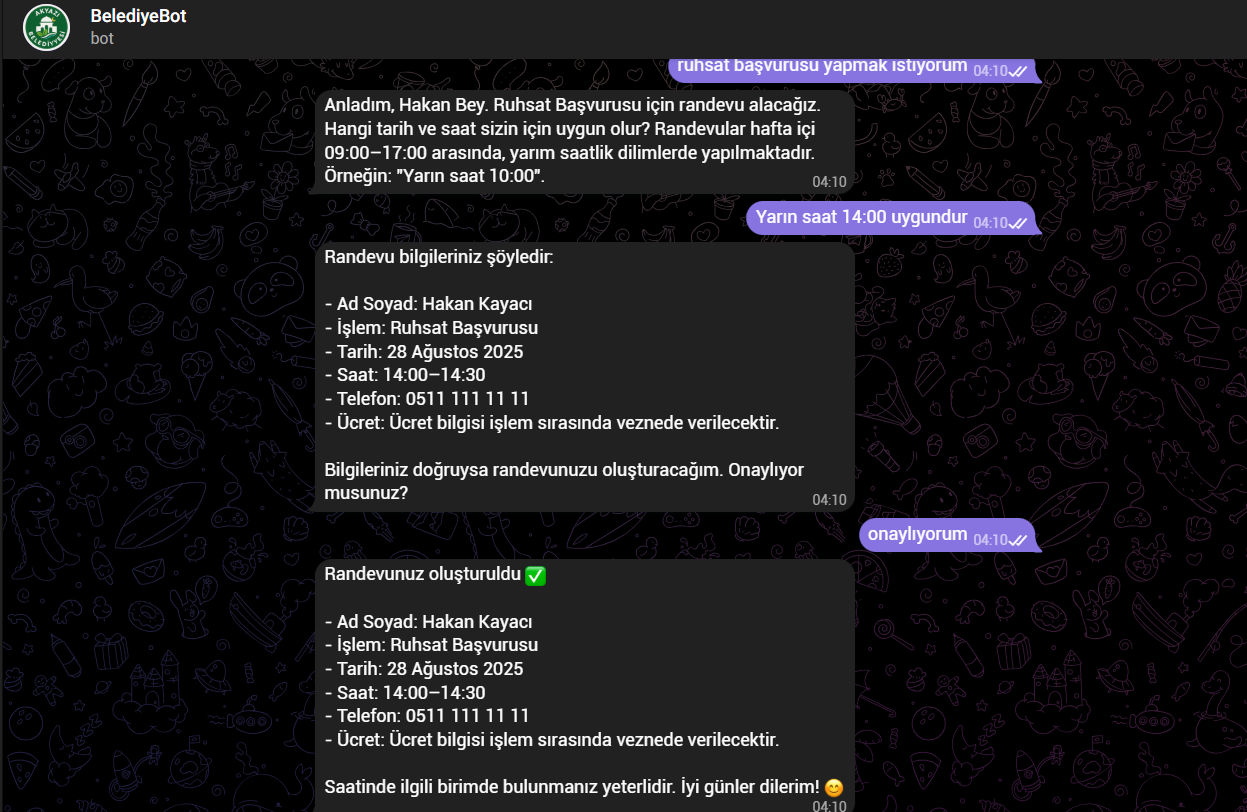 AKYAZI
BELEDİYESİ
BelediyeBot
bot
ruhsat başvurusu yapmak istiyorum 04:10
Anladım, Hakan Bey. Ruhsat Başvurusu için randevu alacağız.
Hangi tarih ve saat sizin için uygun olur? Randevular hafta içi
09:00–17:00 arasında, yarım saatlik dilimlerde yapılmaktadır.
Örneğin: "Yarın saat 10:00".
04:10
Yarın saat 14:00 uygundur 04:10
Randevu bilgileriniz şöyledir:
- Ad Soyad: Hakan Kayacı
- İşlem: Ruhsat Başvurusu
- Tarih: 28 Ağustos 2025
- Saat: 14:00–14:30
- Telefon: 0511 111 11 11
- Ücret: Ücret bilgisi işlem sırasında veznede verilecektir.
Bilgileriniz doğruysa randevunuzu oluşturacağım. Onaylıyor
musunuz?
04:10
onaylıyorum 04:10
Randevunuz oluşturuldu ✅
- Ad Soyad: Hakan Kayacı
- İşlem: Ruhsat Başvurusu
- Tarih: 28 Ağustos 2025
- Saat: 14:00–14:30
- Telefon: 0511 111 11 11
- Ücret: Ücret bilgisi işlem sırasında veznede verilecektir.
Saatinde ilgili birimde bulunmanız yeterlidir. İyi günler dilerim! 😊
04:10